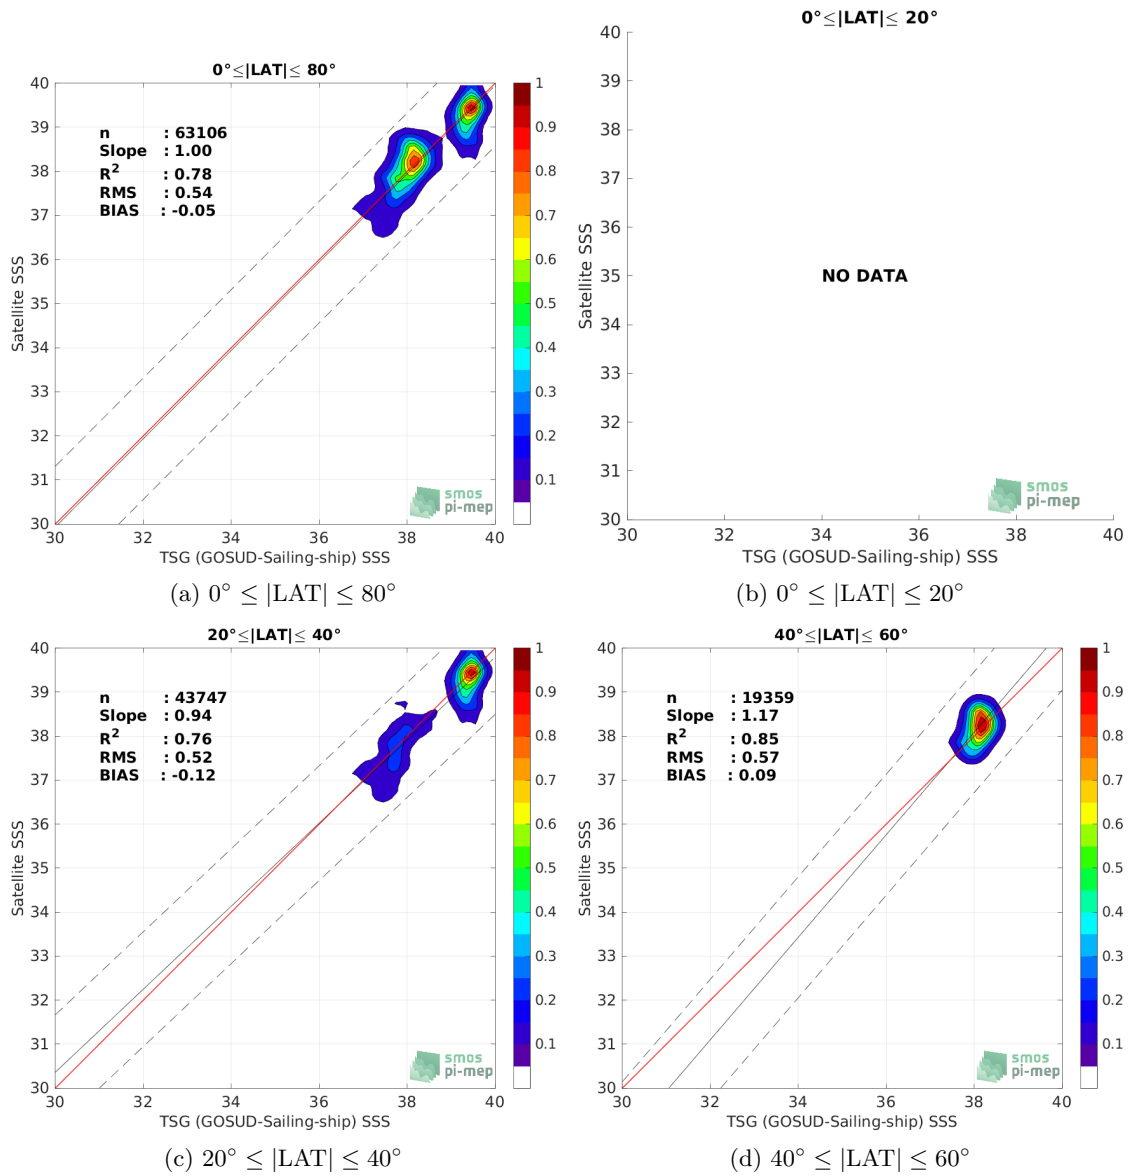 0°≤|LAT|≤ 80°
40
39
38
37
36
35
34
33
32
31
30
Satellite SSS
n : 63106
Slope : 1.00
R² : 0.78
RMS : 0.54
BIAS : -0.05
smos
pi-mep
30 32 34 36 38 40
TSG (GOSUD-Sailing-ship) SSS
1
0.9
0.8
0.7
0.6
0.5
0.4
0.3
0.2
0.1
(a) 0° ≤ |LAT| ≤ 80°
0°≤|LAT|≤ 20°
40
39
38
37
36
35
34
33
32
31
30
Satellite SSS
NO DATA
smos
pi-mep
30 32 34 36 38 40
TSG (GOSUD-Sailing-ship) SSS
(b) 0° ≤ |LAT| ≤ 20°
20°≤|LAT|≤ 40°
40
39
38
37
36
35
34
33
32
31
30
Satellite SSS
n : 43747
Slope : 0.94
R² : 0.76
RMS : 0.52
BIAS : -0.12
smos
pi-mep
30 32 34 36 38 40
TSG (GOSUD-Sailing-ship) SSS
1
0.9
0.8
0.7
0.6
0.5
0.4
0.3
0.2
0.1
(c) 20° ≤ |LAT| ≤ 40°
40°≤|LAT|≤ 60°
40
39
38
37
36
35
34
33
32
31
30
Satellite SSS
n : 19359
Slope : 1.17
R² : 0.85
RMS : 0.57
BIAS : 0.09
smos
pi-mep
30 32 34 36 38 40
TSG (GOSUD-Sailing-ship) SSS
1
0.9
0.8
0.7
0.6
0.5
0.4
0.3
0.2
0.1
(d) 40° ≤ |LAT| ≤ 60°